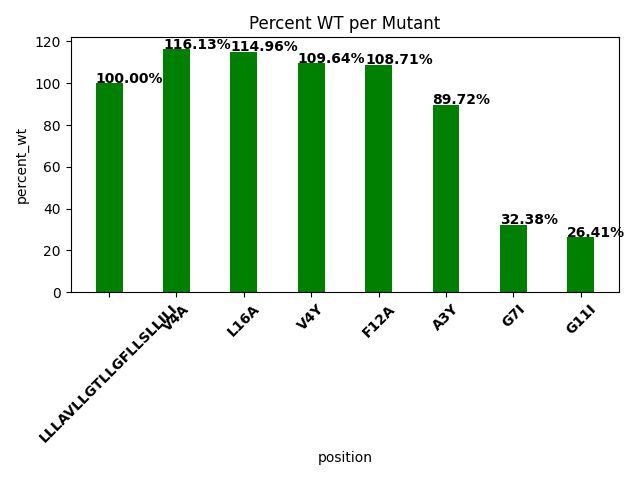 Percent WT per Mutant
percent_wt
120
100
80
60
40
20
0
100.00%
116.13%
114.96%
109.64%
108.71%
89.72%
32.38%
26.41%
V4A
L16A
V4Y
F12A
A3Y
G7I
G11I
position